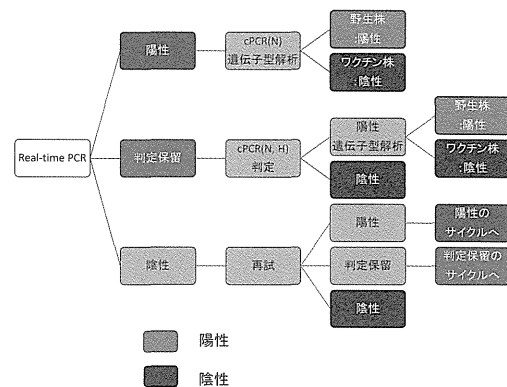 Real-time PCR
陽性
cPCR(N)
遺伝子型解析
野生株
:陽性
ワクチン株
:陰性
判定保留
cPCR(N, H)
判定
陽性
遺伝子型解析
野生株
:陽性
ワクチン株
:陰性
陰性
陰性
再試
陽性
陽性の
サイクルへ
判定保留
判定保留の
サイクルへ
陰性
陽性
陰性